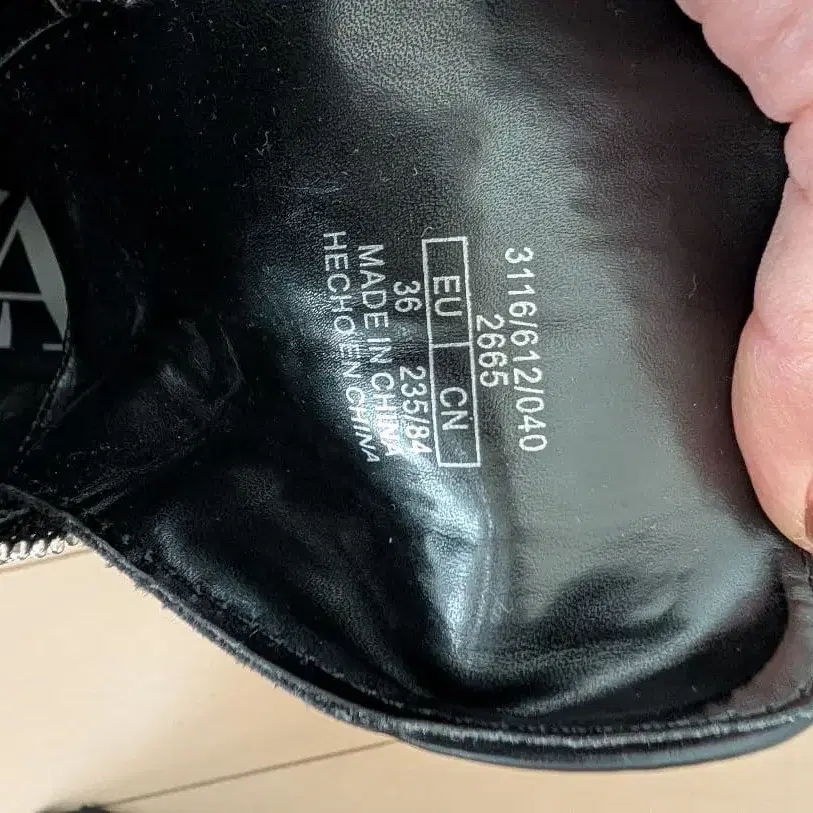 3116/612/040
2665
EU CN
36 235/84
MADE IN CHINA
HECHO EN CHINA